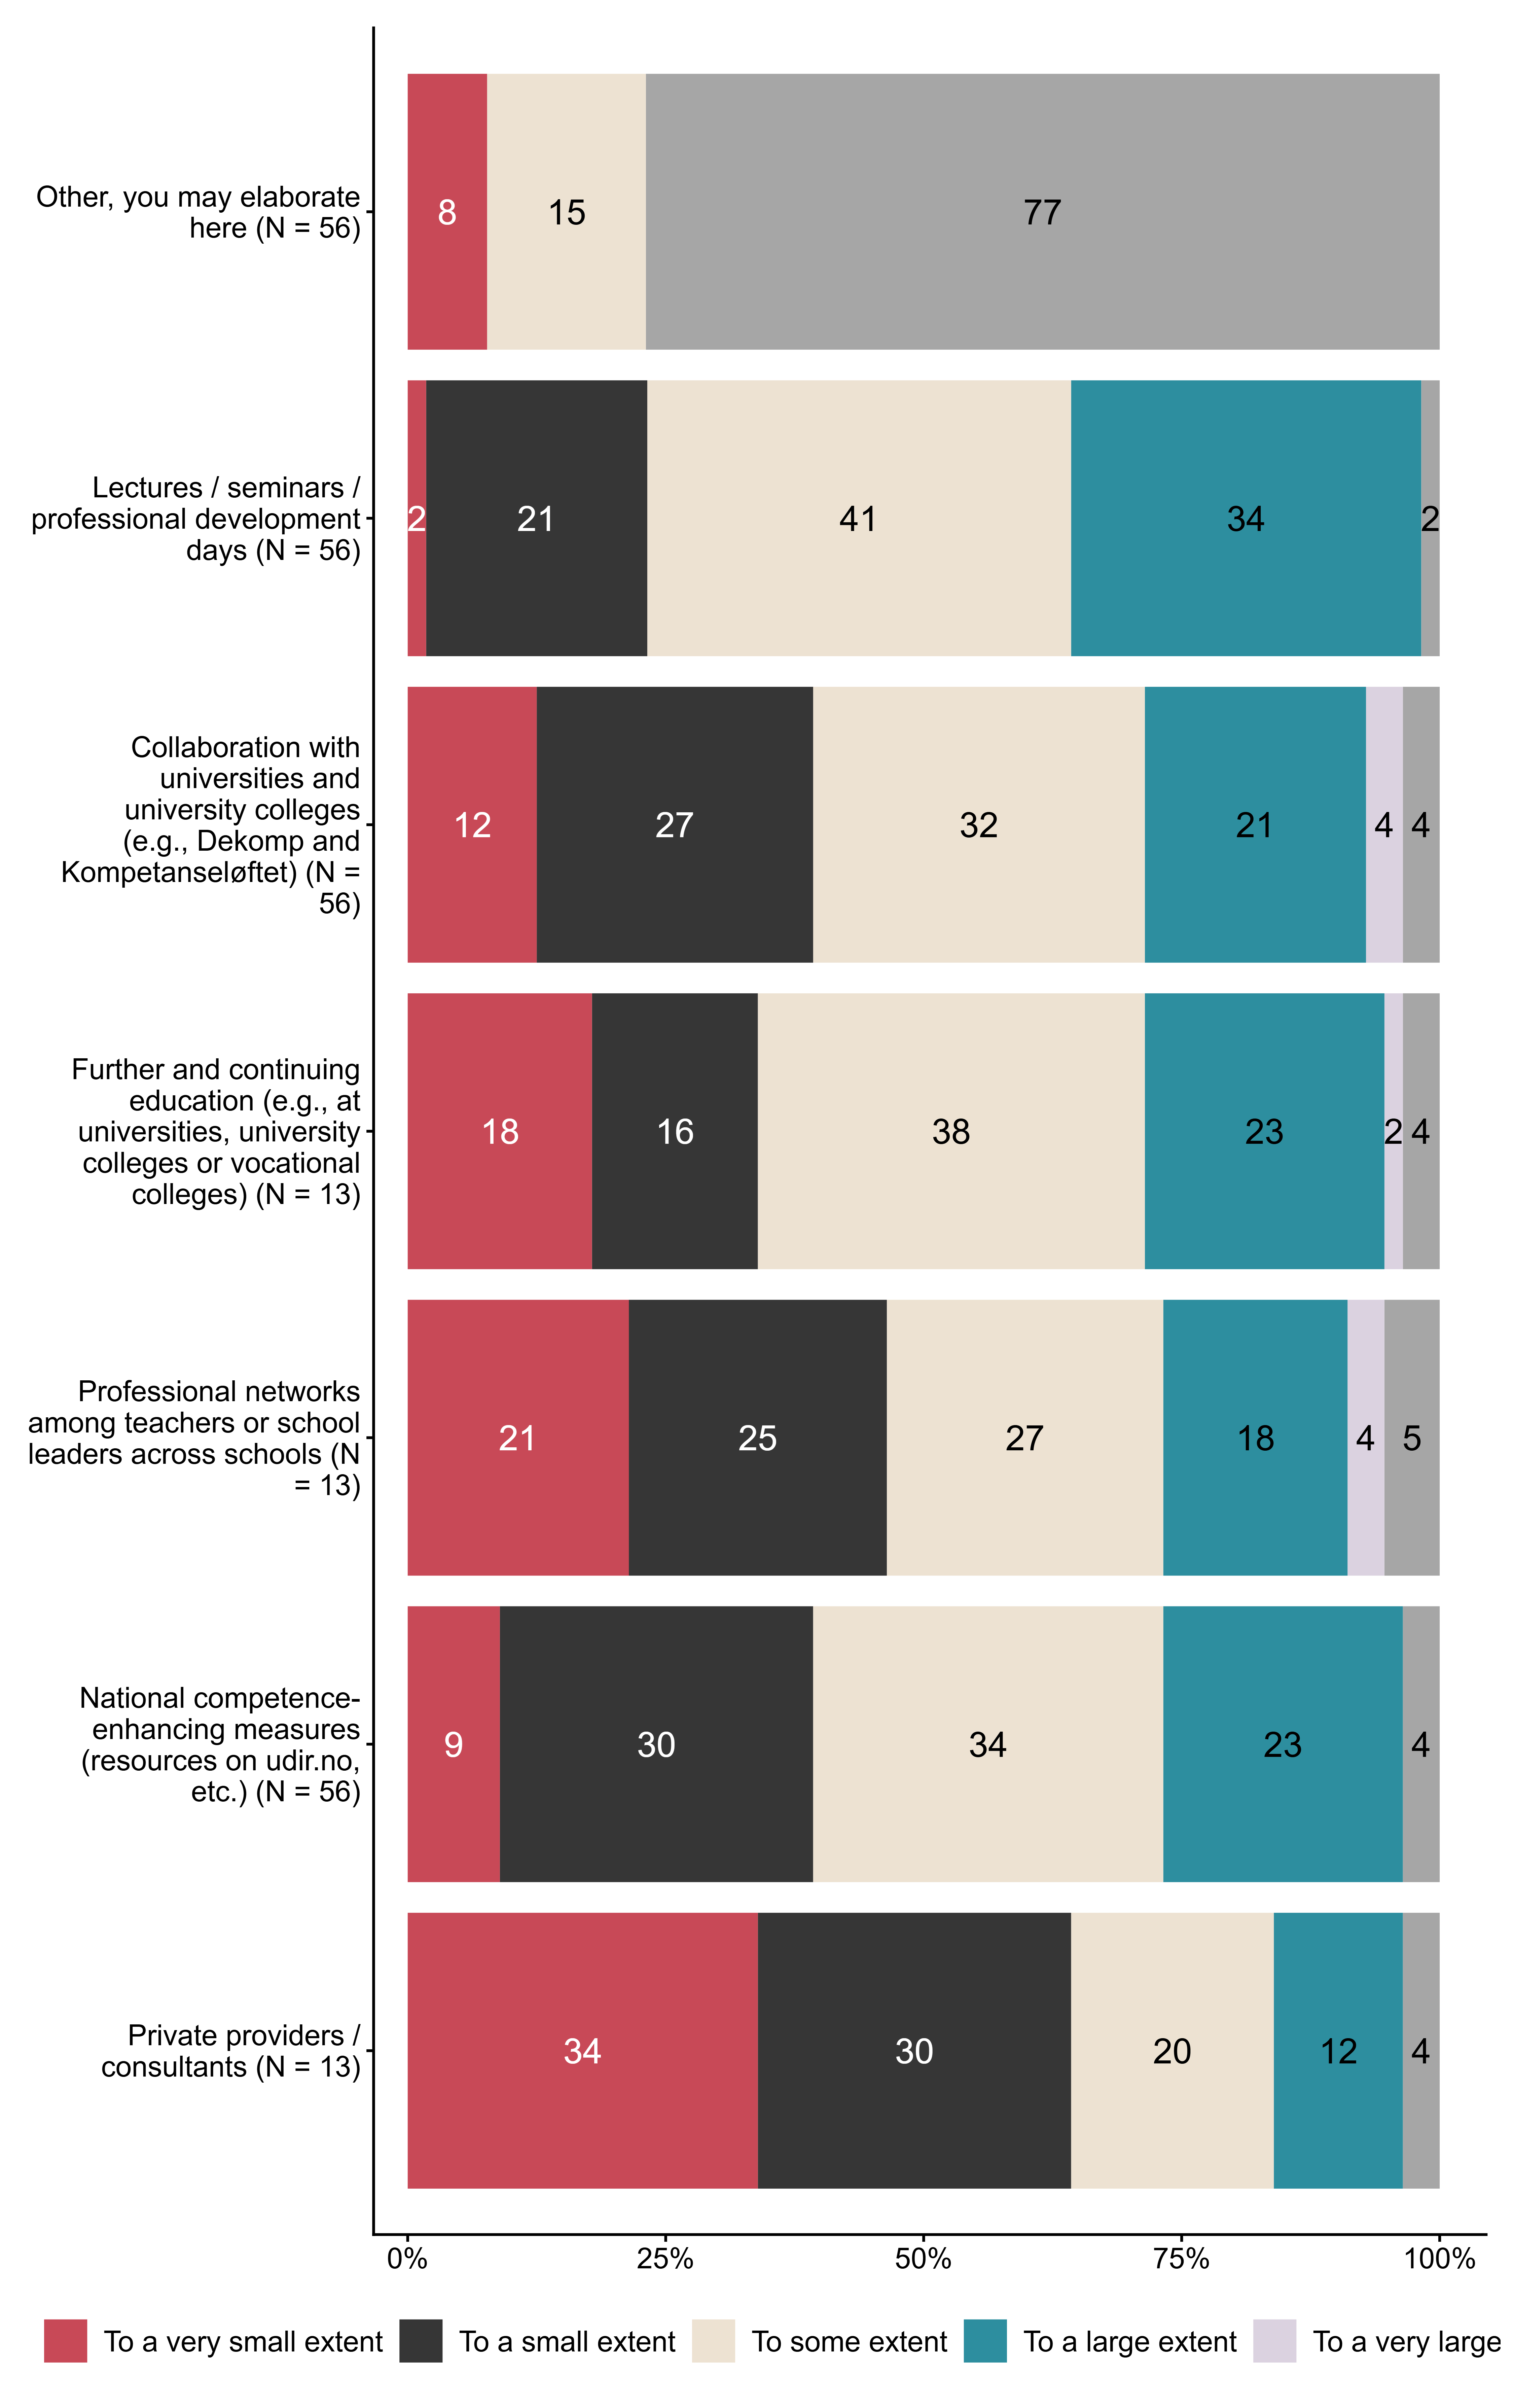 Other, you may elaborate
here (N = 56)
8 15 77
Lectures / seminars /
professional development
days (N = 56)
2 21 41 34 2
Collaboration with
universities and
university colleges
(e.g., Dekomp and
Kompetanseløftet) (N =
56)
12 27 32 21 4 4
Further and continuing
education (e.g., at
universities, university
colleges or vocational
colleges) (N = 13)
18 16 38 23 2 4
Professional networks
among teachers or school
leaders across schools (N
= 13)
21 25 27 18 4 5
National competence-
enhancing measures
(resources on udir.no,
etc.) (N = 56)
9 30 34 23 4
Private providers /
consultants (N = 13)
34 30 20 12 4
0% 25% 50% 75% 100%
To a very small extent To a small extent To some extent To a large extent To a very large